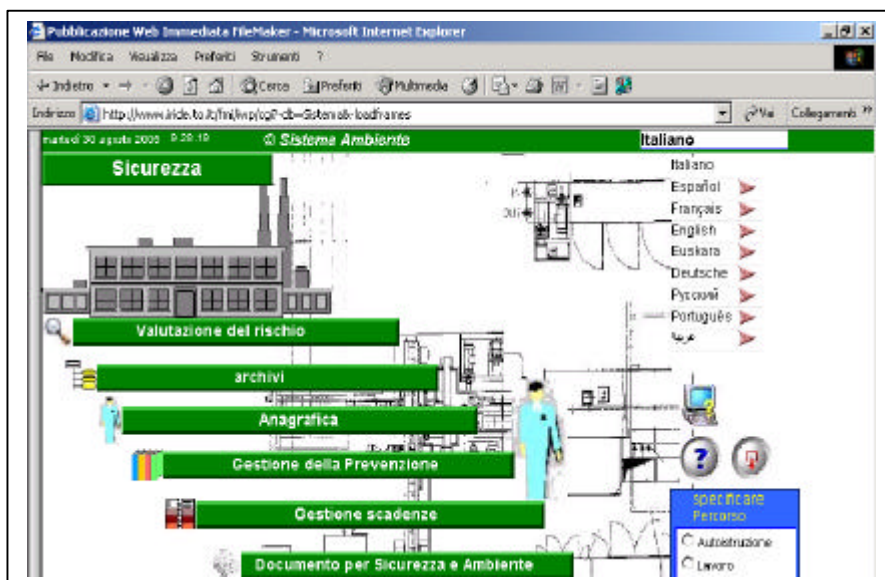 Pubblicazione Web Immediata FileMaker - Microsoft Internet Explorer
File Modifica Visualizza Preferiti Strumenti ?
Indietro Cerca Preferiti Multimedia
Indirizzo Vai Collegamenti
martedì 30 agosto 2005 © Sistema Ambiente Italiano
Sicurezza
Italiano
Español
Français
English
Euskara
Deutsche
Русский
Português
عربية
Valutazione del rischio
archivi
Anagrafica
Gestione della Prevenzione
Gestione scadenze
Documento per Sicurezza e Ambiente
specificare
Percorso
Autoistruzione
Lavoro